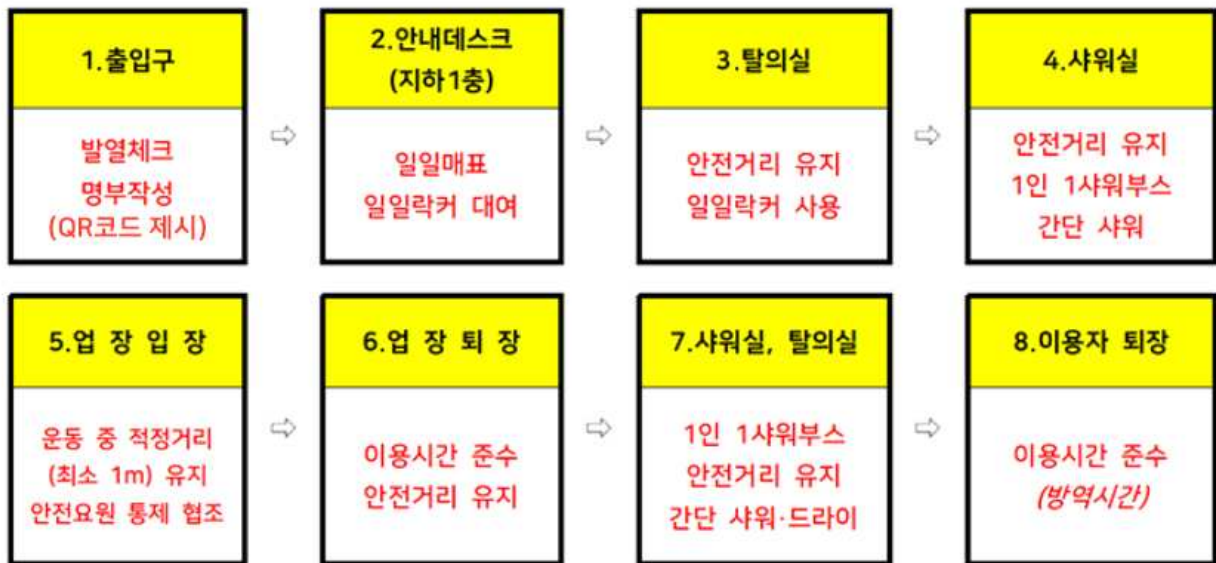 1.출입구
발열체크
명부작성
(QR코드 제시)
2.안내데스크
(지하1층)
일일매표
일일락커 대여
3.탈의실
안전거리 유지
일일락커 사용
4.샤워실
안전거리 유지
1인 1샤워부스
간단 샤워
5.업 장 입 장
운동 중 적정거리
(최소 1m) 유지
안전요원 통제 협조
6.업 장 퇴 장
이용시간 준수
안전거리 유지
7.샤워실, 탈의실
1인 1샤워부스
안전거리 유지
간단 샤워·드라이
8.이용자 퇴장
이용시간 준수
(방역시간)